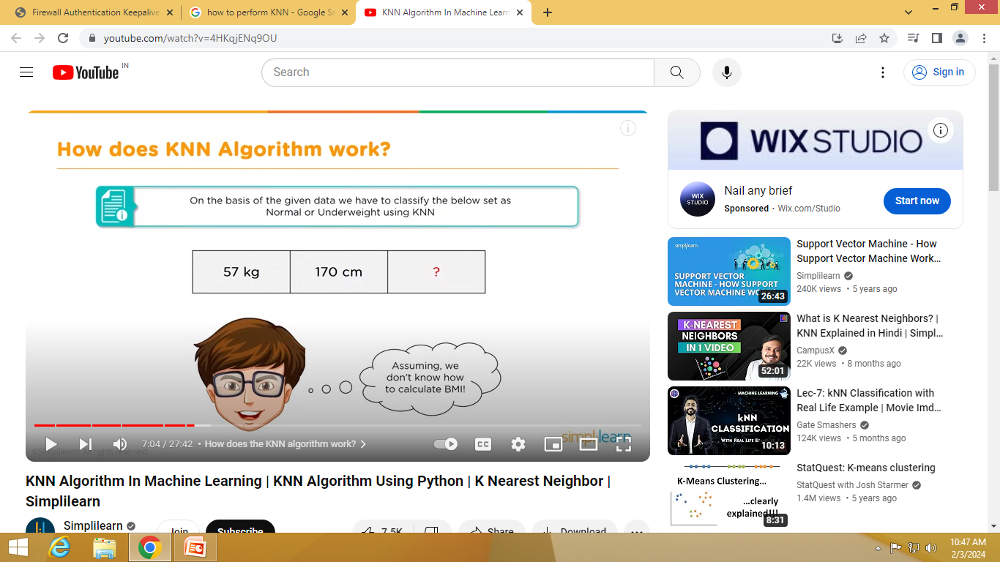 Firewall Authentication Keepalive
how to perform KNN - Google Se
KNN Algorithm In Machine Learn
youtube.com/watch?v=4HKqjENq9OU
YouTube IN
Search
Sign in
How does KNN Algorithm work?
On the basis of the given data we have to classify the below set as
Normal or Underweight using KNN
57 kg 170 cm ?
Assuming, we
don't know how
to calculate BMI!
simplilearn
©Simplilearn. All rights reserved.
7:04 / 27:42 • How does the KNN algorithm work?
CC
KNN Algorithm In Machine Learning | KNN Algorithm Using Python | K Nearest Neighbor |
Simplilearn
Simplilearn
Join
Subscribe
7.5K
Share
Download
WIX STUDIO
WIX
STUDIO
Nail any brief
Sponsored · Wix.com/Studio
Start now
simplilearn
SUPPORT VECTOR
MACHINE - HOW SUPPORT
VECTOR MACHINE WO
26:43
Support Vector Machine - How
Support Vector Machine Work...
Simplilearn
240K views • 5 years ago
K-NEAREST
NEIGHBORS
IN 1 VIDEO
52:01
What is K Nearest Neighbors? |
KNN Explained in Hindi | Simpl...
CampusX
22K views • 8 months ago
MACHINE LEARNING
kNN
CLASSIFICATION
WITH REAL LIFE
10:13
Lec-7: kNN Classification with
Real Life Example | Movie Imd...
Gate Smashers
124K views • 5 months ago
K-Means Clustering...
...clearly
explained!!!
8:31
StatQuest: K-means clustering
StatQuest with Josh Starmer
1.4M views • 5 years ago
10:47 AM
2/3/2024